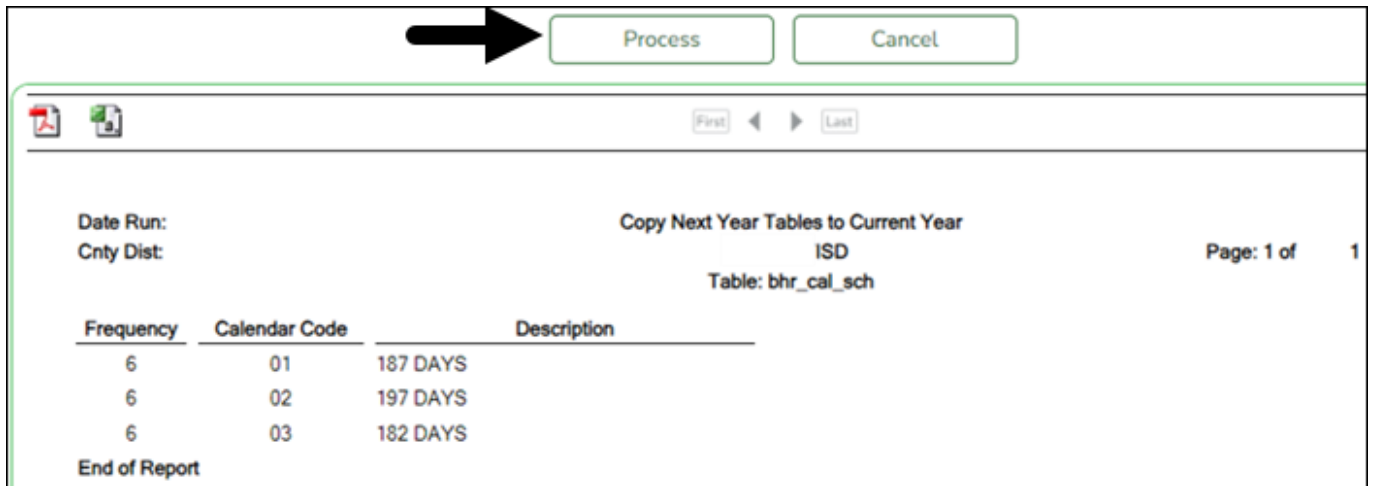 Process Cancel
First Last
Date Run: Copy Next Year Tables to Current Year
Cnty Dist: ISD Page: 1 of 1
Table: bhr_cal_sch
Frequency Calendar Code Description
6 01 187 DAYS
6 02 197 DAYS
6 03 182 DAYS
End of Report